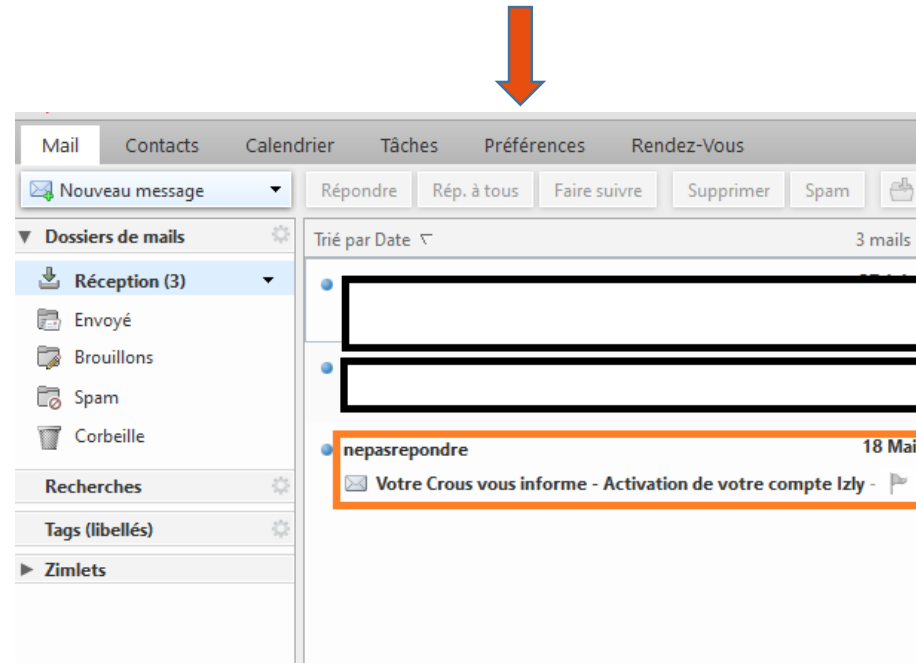 Mail Contacts Calendrier Tâches Préférences Rendez-Vous
Nouveau message Répondre Rép. à tous Faire suivre Supprimer Spam
Dossiers de mails
Trié par Date 3 mails
Réception (3)
Envoyé
Brouillons
Spam
Corbeille
nepasrepondre 18 Mai
Votre Crous vous informe - Activation de votre compte Izly -
Recherches
Tags (libellés)
Zimlets